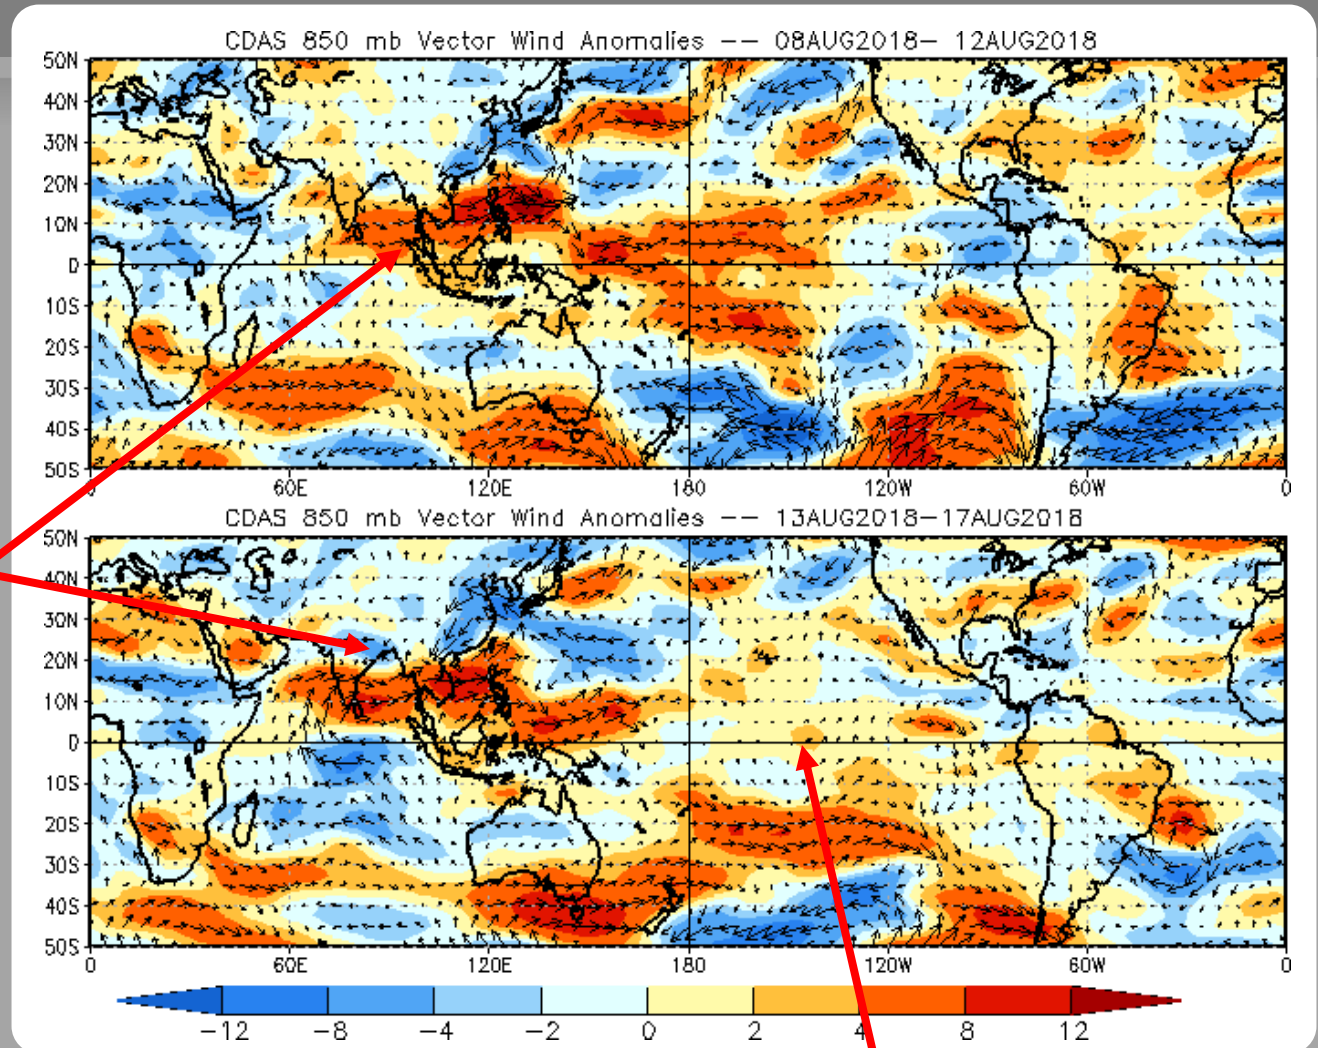 CDAS 850 mb Vector Wind Anomalies -- 08AUG2018- 12AUG2018
50N
40N
30N
20N
10N
0
10S
20S
30S
40S
50S
0 60E 120E 180 120W 60W 0
CDAS 850 mb Vector Wind Anomalies -- 13AUG2018-17AUG2018
50N
40N
30N
20N
10N
0
10S
20S
30S
40S
50S
0 60E 120E 180 120W 60W 0
-12 -8 -4 -2 0 2 4 8 12